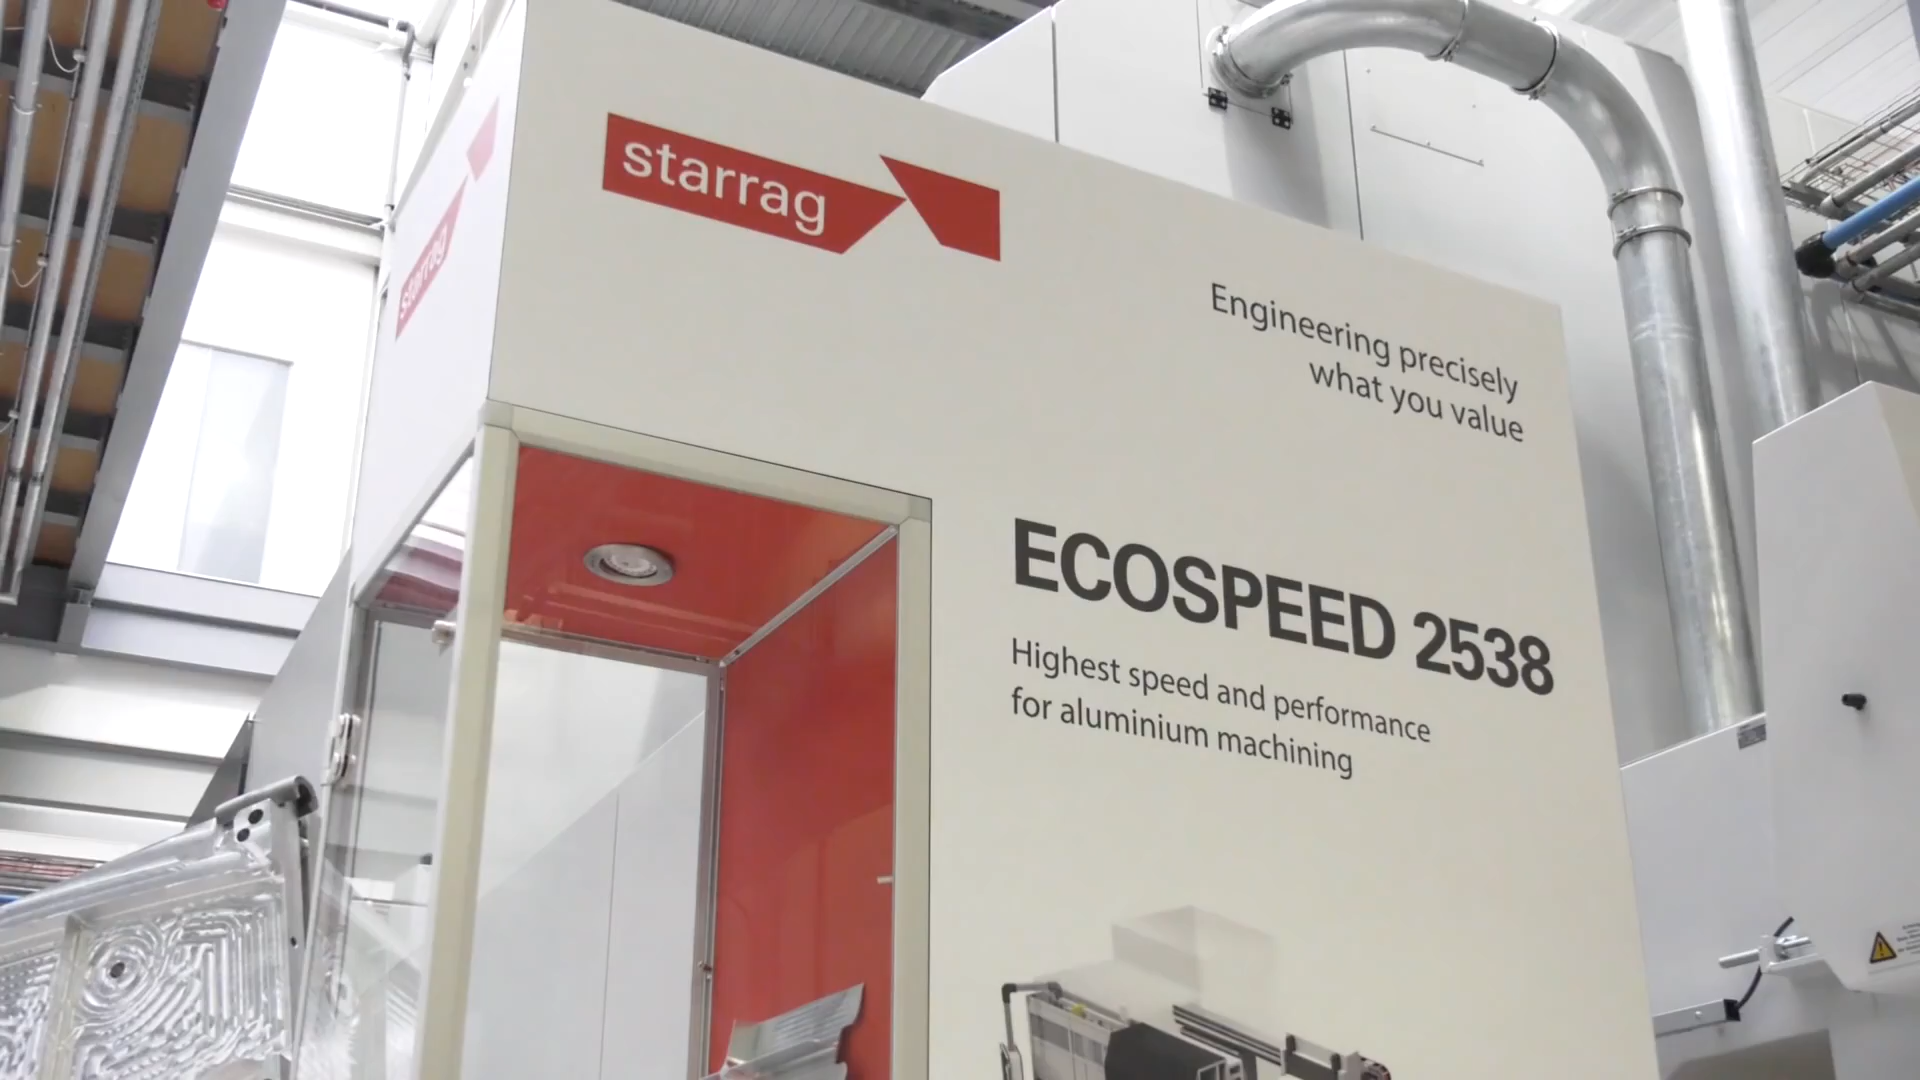 starrag
starrag
Engineering precisely
what you value
ECOSPEED 2538
Highest speed and performance
for aluminium machining